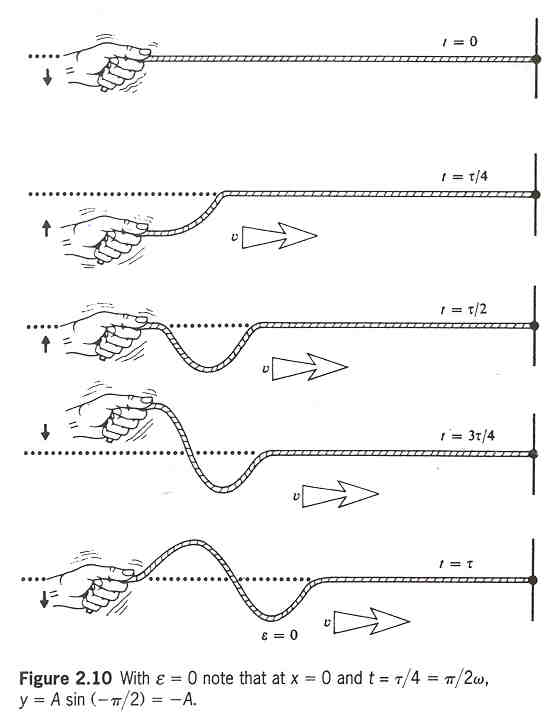 t = 0
t = τ/4
v
t = τ/2
v
t = 3τ/4
v
t = τ
v
ε = 0
Figure 2.10 With ε = 0 note that at x = 0 and t = τ/4 = π/2ω,
y = A sin (−π/2) = −A.